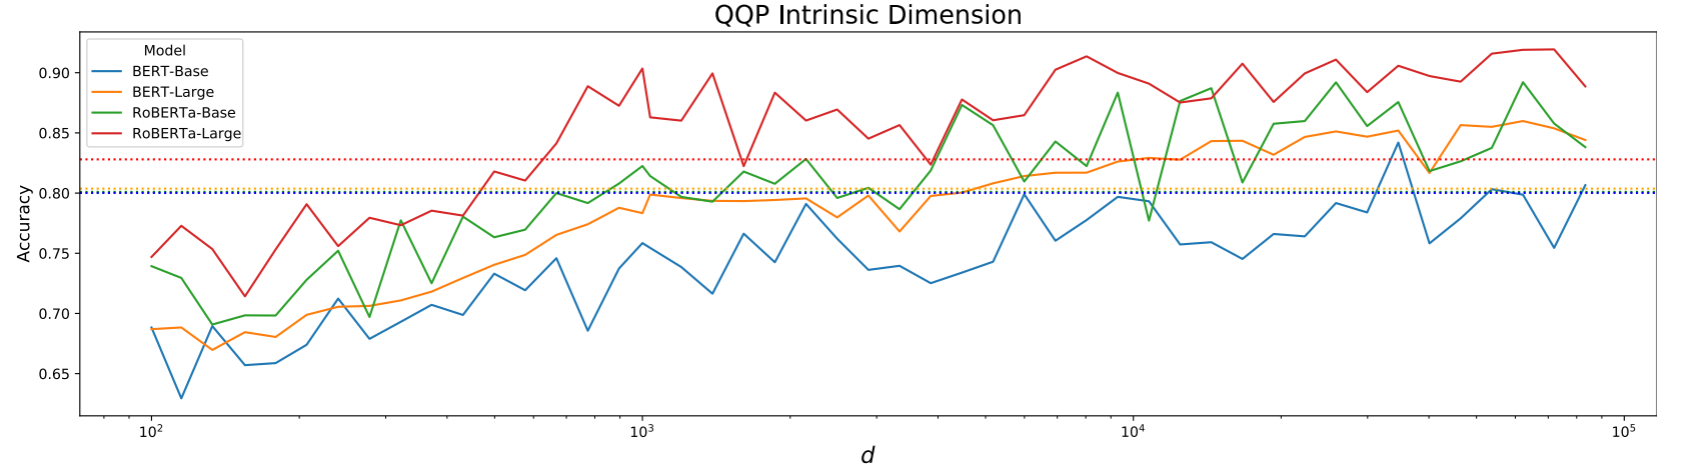 QQP Intrinsic Dimension
Model
BERT-Base
BERT-Large
RoBERTa-Base
RoBERTa-Large
Accuracy
0.90
0.85
0.80
0.75
0.70
0.65
10²
10³
10⁴
10⁵
d